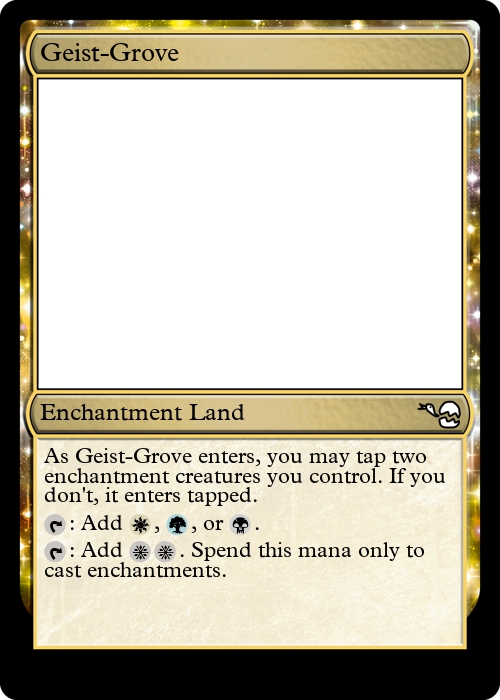 Geist-Grove
Enchantment Land
As Geist-Grove enters, you may tap two
enchantment creatures you control. If you
don't, it enters tapped.
: Add , , or .
: Add . Spend this mana only to
cast enchantments.